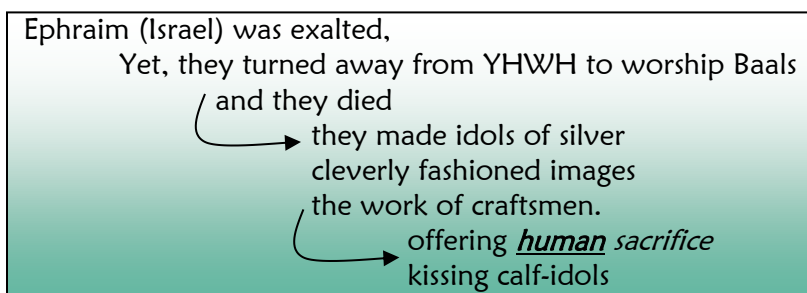 Ephraim (Israel) was exalted,
Yet, they turned away from YHWH to worship Baals
and they died
they made idols of silver
cleverly fashioned images
the work of craftsmen.
offering human sacrifice
kissing calf-idols